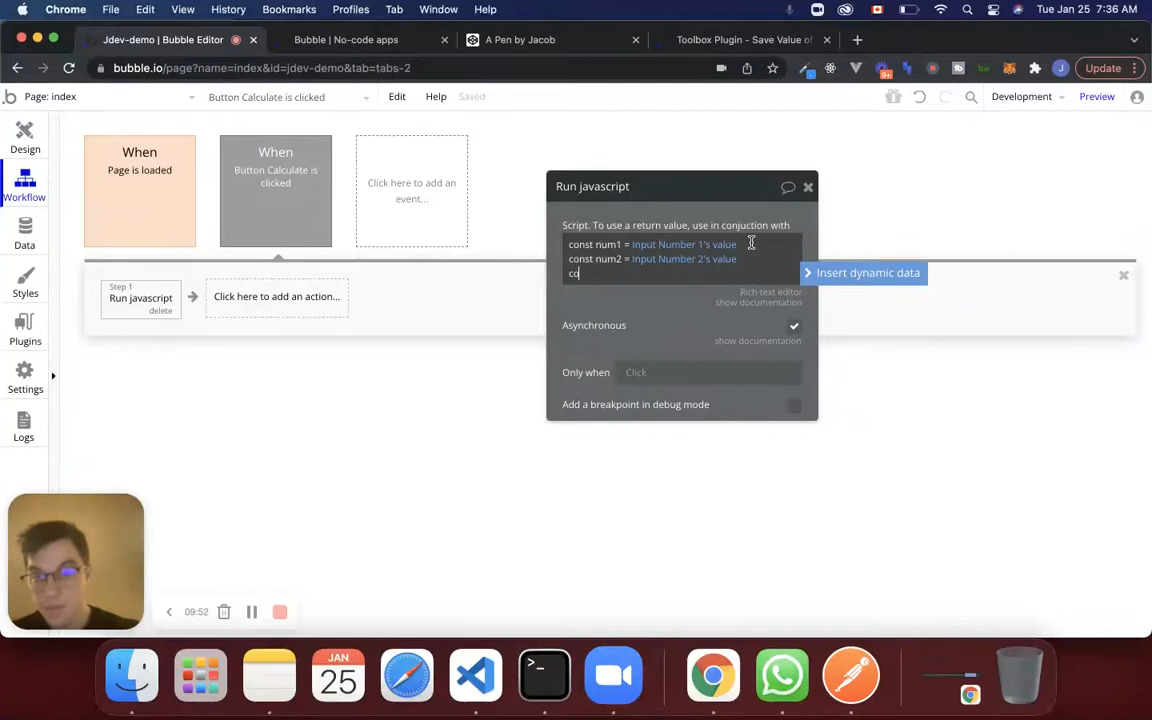 Chrome File Edit View History Bookmarks Profiles Tab Window Help Tue Jan 25 7:36 AM
Jdev-demo | Bubble Editor
Bubble | No-code apps
A Pen by Jacob
Toolbox Plugin - Save Value of
bubble.io/page?name=index&id=jdev-demo&tab=tabs-2
9+
J
Update
Page: index
Button Calculate is clicked
Edit
Help
Saved
Development
Preview
Design
Workflow
Data
Styles
Plugins
Settings
Logs
When
Page is loaded
When
Button Calculate is
clicked
Click here to add an
event...
Step 1
Run javascript
delete
Click here to add an action...
Run javascript
Script. To use a return value, use in conjuction with
const num1 = Input Number 1's value
const num2 = Input Number 2's value
co
Insert dynamic data
Rich text editor
show documentation
Asynchronous
show documentation
Only when
Click
Add a breakpoint in debug mode
09:52
JAN
25